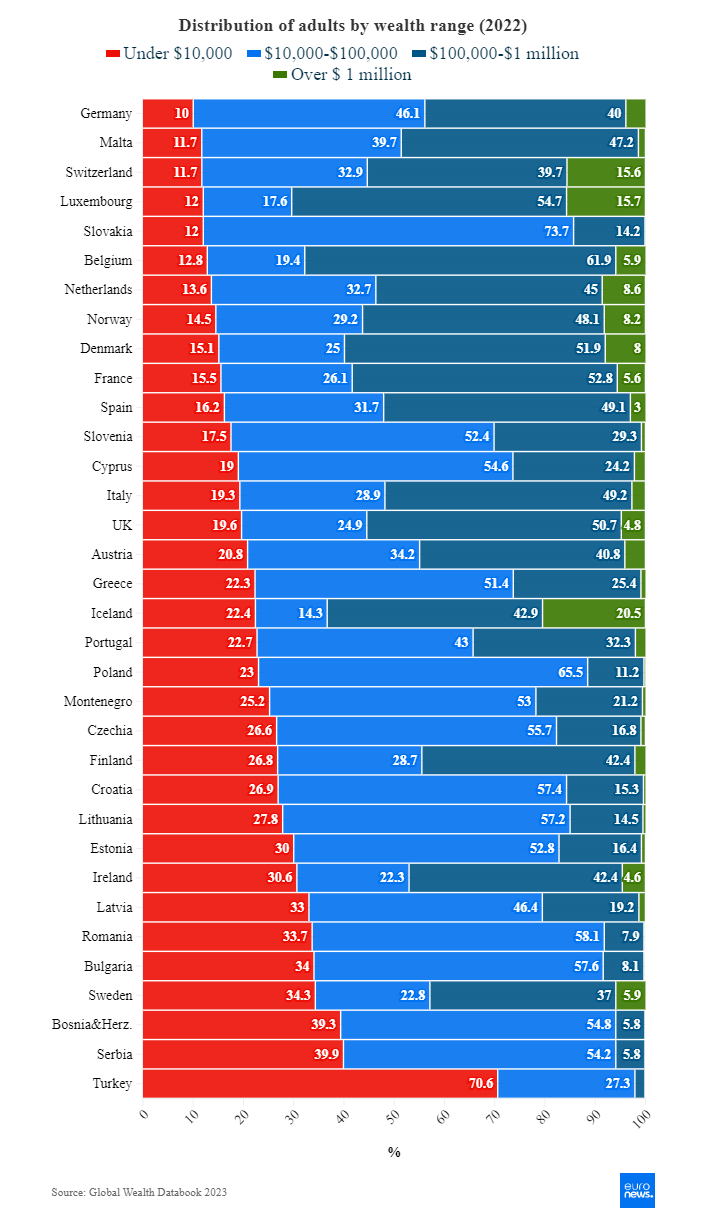 Distribution of adults by wealth range (2022)
Under $10,000 $10,000-$100,000 $100,000-$1 million
Over $ 1 million
Germany 10 46.1 40
Malta 11.7 39.7 47.2
Switzerland 11.7 32.9 39.7 15.6
Luxembourg 12 17.6 54.7 15.7
Slovakia 12 73.7 14.2
Belgium 12.8 19.4 61.9 5.9
Netherlands 13.6 32.7 45 8.6
Norway 14.5 29.2 48.1 8.2
Denmark 15.1 25 51.9 8
France 15.5 26.1 52.8 5.6
Spain 16.2 31.7 49.1 3
Slovenia 17.5 52.4 29.3
Cyprus 19 54.6 24.2
Italy 19.3 28.9 49.2
UK 19.6 24.9 50.7 4.8
Austria 20.8 34.2 40.8
Greece 22.3 51.4 25.4
Iceland 22.4 14.3 42.9 20.5
Portugal 22.7 43 32.3
Poland 23 65.5 11.2
Montenegro 25.2 53 21.2
Czechia 26.6 55.7 16.8
Finland 26.8 28.7 42.4
Croatia 26.9 57.4 15.3
Lithuania 27.8 57.2 14.5
Estonia 30 52.8 16.4
Ireland 30.6 22.3 42.4 4.6
Latvia 33 46.4 19.2
Romania 33.7 58.1 7.9
Bulgaria 34 57.6 8.1
Sweden 34.3 22.8 37 5.9
Bosnia&Herz. 39.3 54.8 5.8
Serbia 39.9 54.2 5.8
Turkey 70.6 27.3
0 10 20 30 40 50 60 70 80 90 100
%
Source: Global Wealth Databook 2023
euro
news.